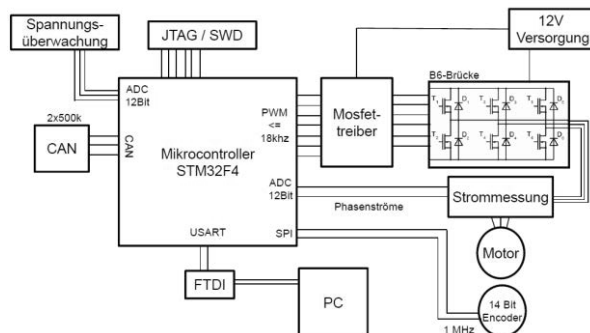 Spannungs-
überwachung
JTAG / SWD
12V
Versorgung
B6-Brücke
ADC
12Bit
2x500k
CAN
CAN
Mikrocontroller
STM32F4
PWM
<=
18khz
Mosfet-
treiber
ADC
12Bit
Phasenströme
Strommessung
USART
SPI
Motor
FTDI
PC
14 Bit
Encoder
1 MHz